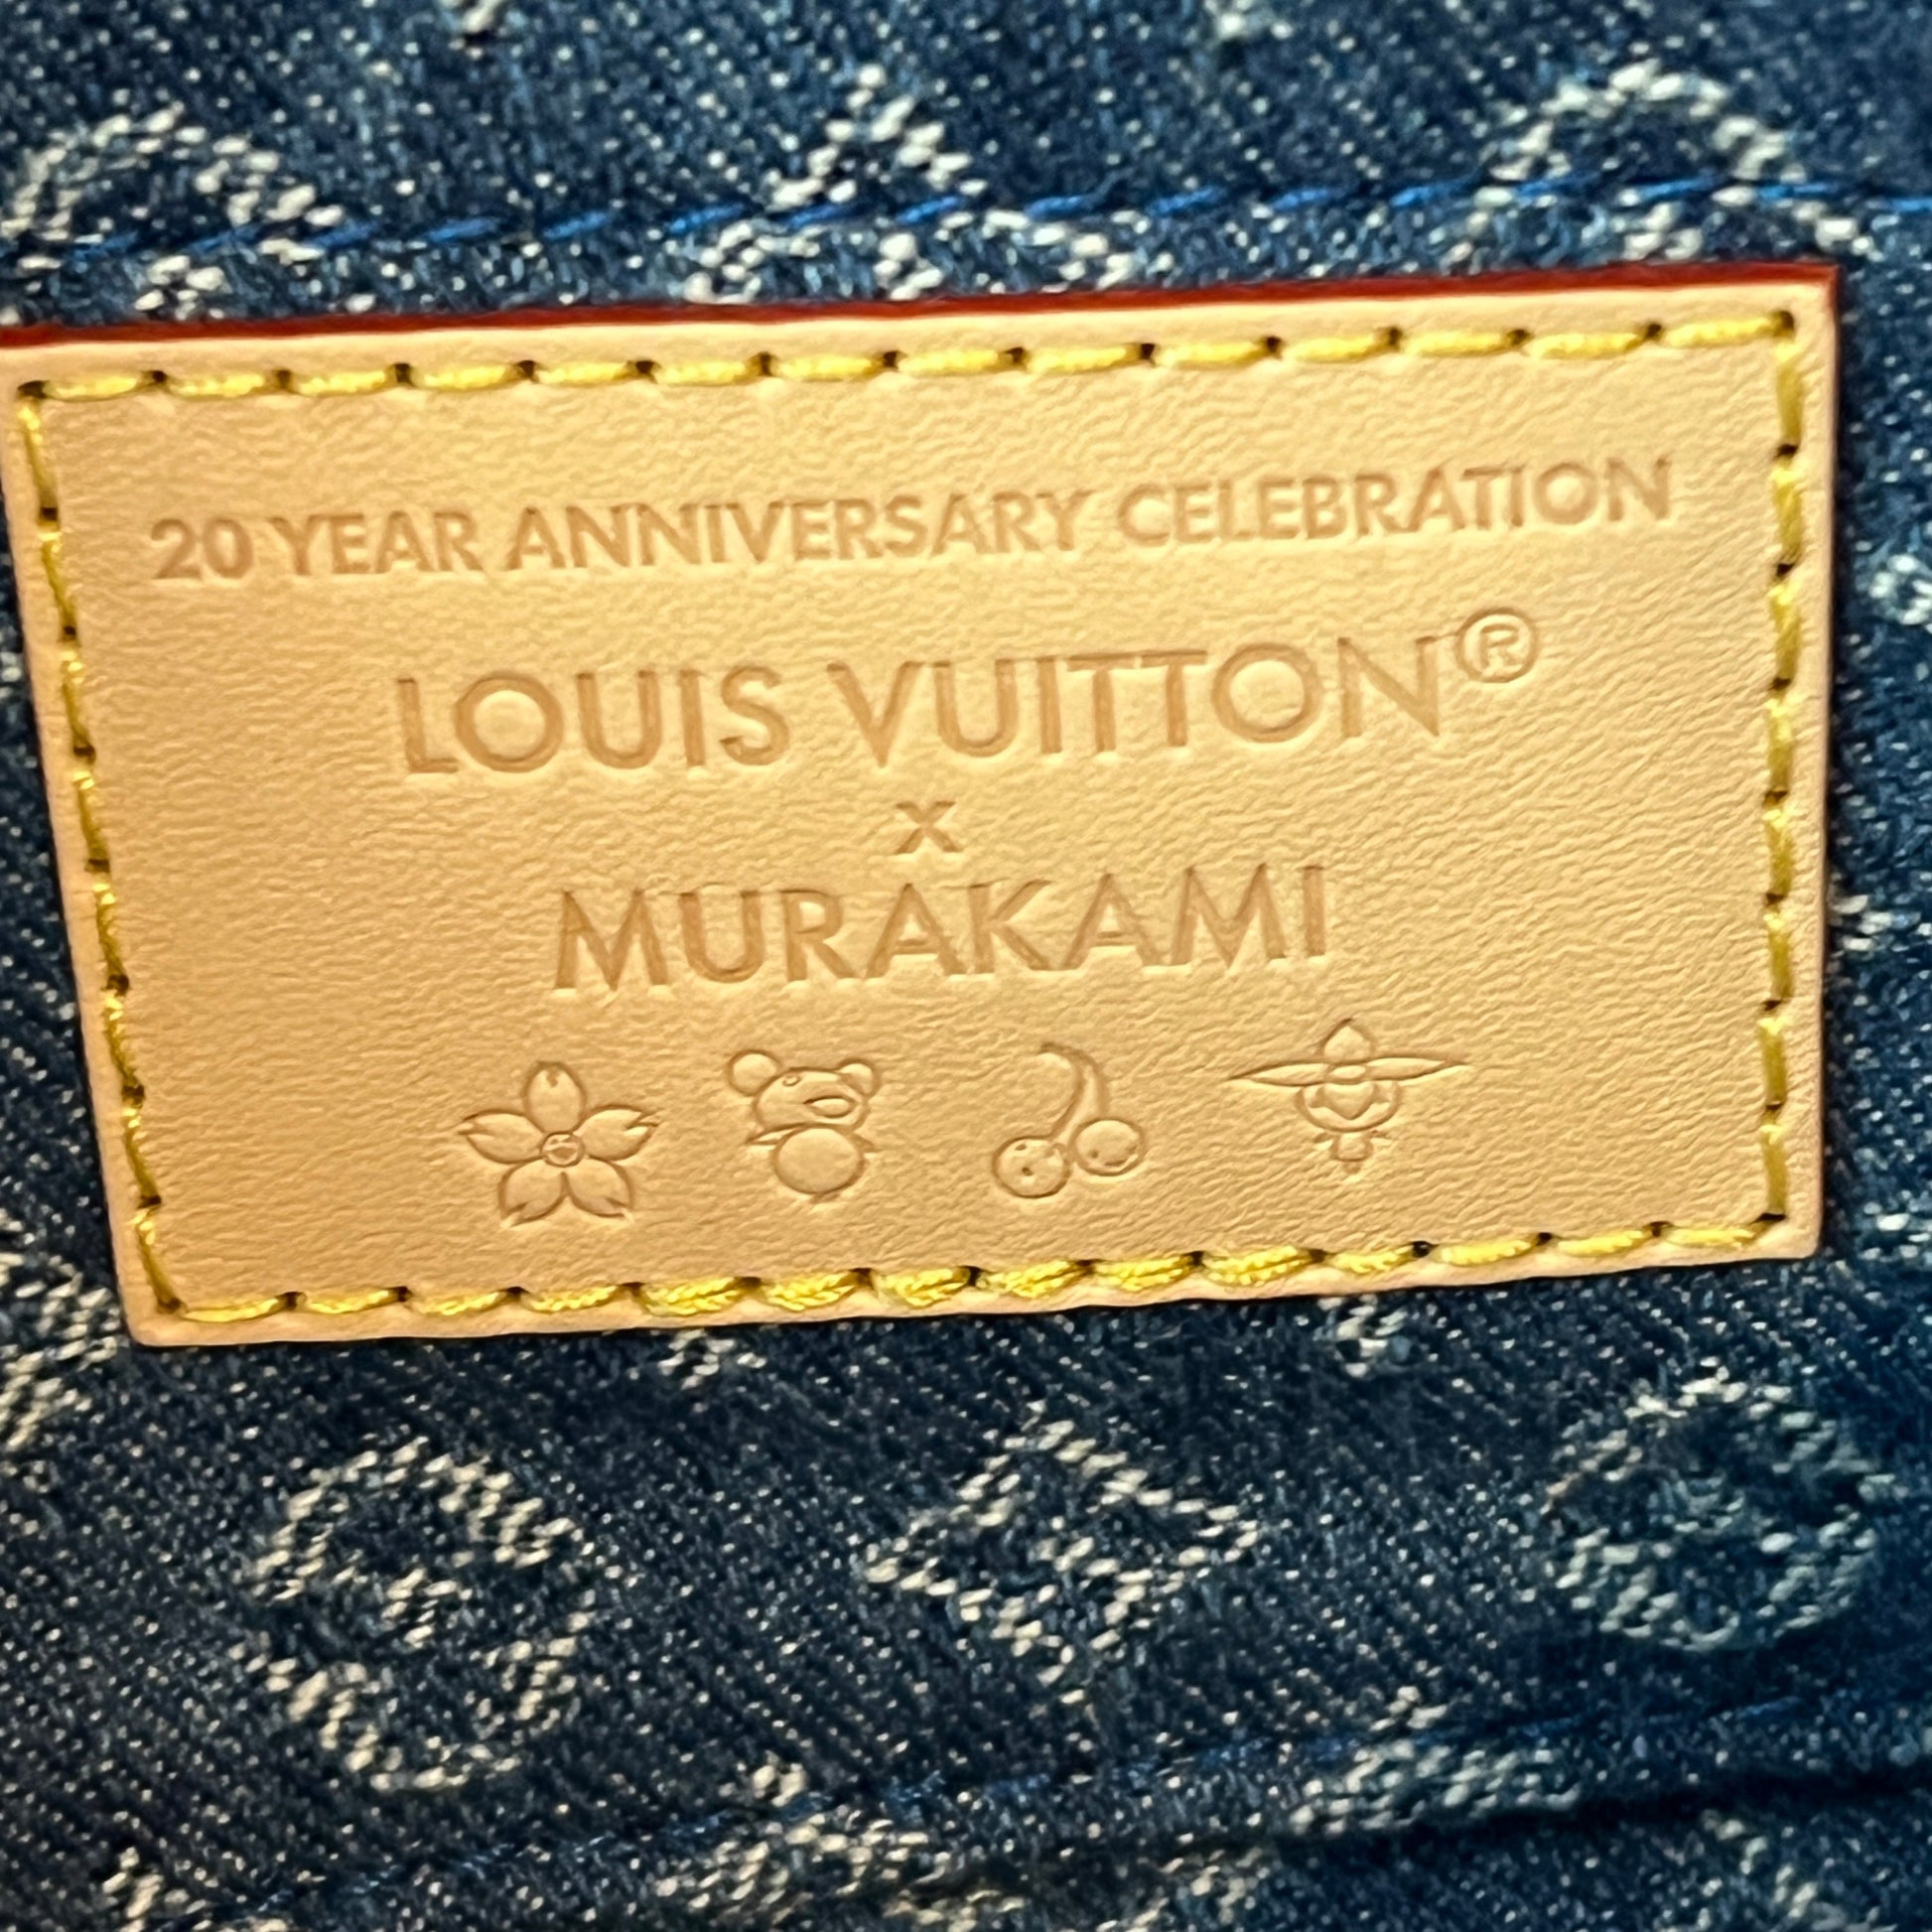 20 YEAR ANNIVERSARY CELEBRATION
LOUIS VUITTON®
x
MURAKAMI